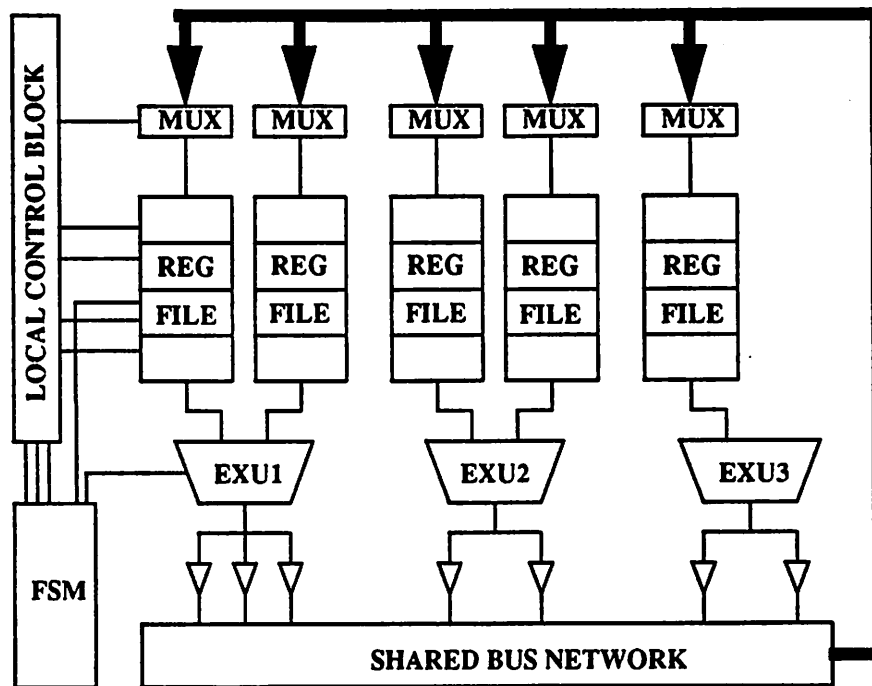 LOCAL CONTROL BLOCK
MUX MUX MUX MUX MUX
REG REG REG REG REG
FILE FILE FILE FILE FILE
EXU1 EXU2 EXU3
FSM
SHARED BUS NETWORK